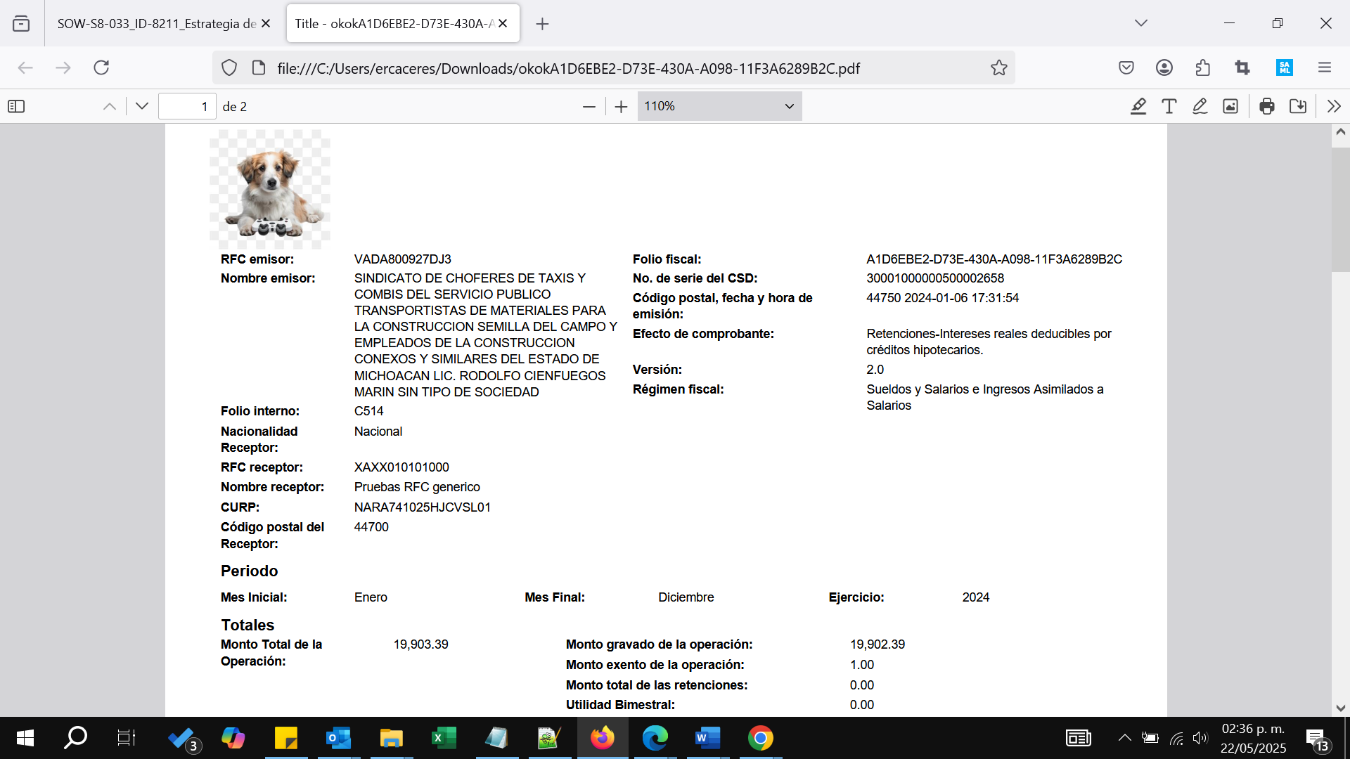 SOW-S8-033_ID-8211_Estrategia de
Title - okokA1D6EBE2-D73E-430A-A
file:///C:/Users/ercaceres/Downloads/okokA1D6EBE2-D73E-430A-A098-11F3A6289B2C.pdf
SA
ML
1 de 2
110%
RFC emisor: VADA800927DJ3
Nombre emisor: SINDICATO DE CHOFERES DE TAXIS Y
COMBIS DEL SERVICIO PUBLICO
TRANSPORTISTAS DE MATERIALES PARA
LA CONSTRUCCION SEMILLA DEL CAMPO Y
EMPLEADOS DE LA CONSTRUCCION
CONEXOS Y SIMILARES DEL ESTADO DE
MICHOACAN LIC. RODOLFO CIENFUEGOS
MARIN SIN TIPO DE SOCIEDAD
Folio interno: C514
Nacionalidad Nacional
Receptor:
RFC receptor: XAXX010101000
Nombre receptor: Pruebas RFC generico
CURP: NARA741025HJCVSL01
Código postal del 44700
Receptor:
Folio fiscal: A1D6EBE2-D73E-430A-A098-11F3A6289B2C
No. de serie del CSD: 30001000000500002658
Código postal, fecha y hora de 44750 2024-01-06 17:31:54
emisión:
Efecto de comprobante: Retenciones-Intereses reales deducibles por
créditos hipotecarios.
Versión: 2.0
Régimen fiscal: Sueldos y Salarios e Ingresos Asimilados a
Salarios
Periodo
Mes Inicial: Enero Mes Final: Diciembre Ejercicio: 2024
Totales
Monto Total de la 19,903.39
Operación:
Monto gravado de la operación: 19,902.39
Monto exento de la operación: 1.00
Monto total de las retenciones: 0.00
Utilidad Bimestral: 0.00
3
02:36 p. m.
22/05/2025
13